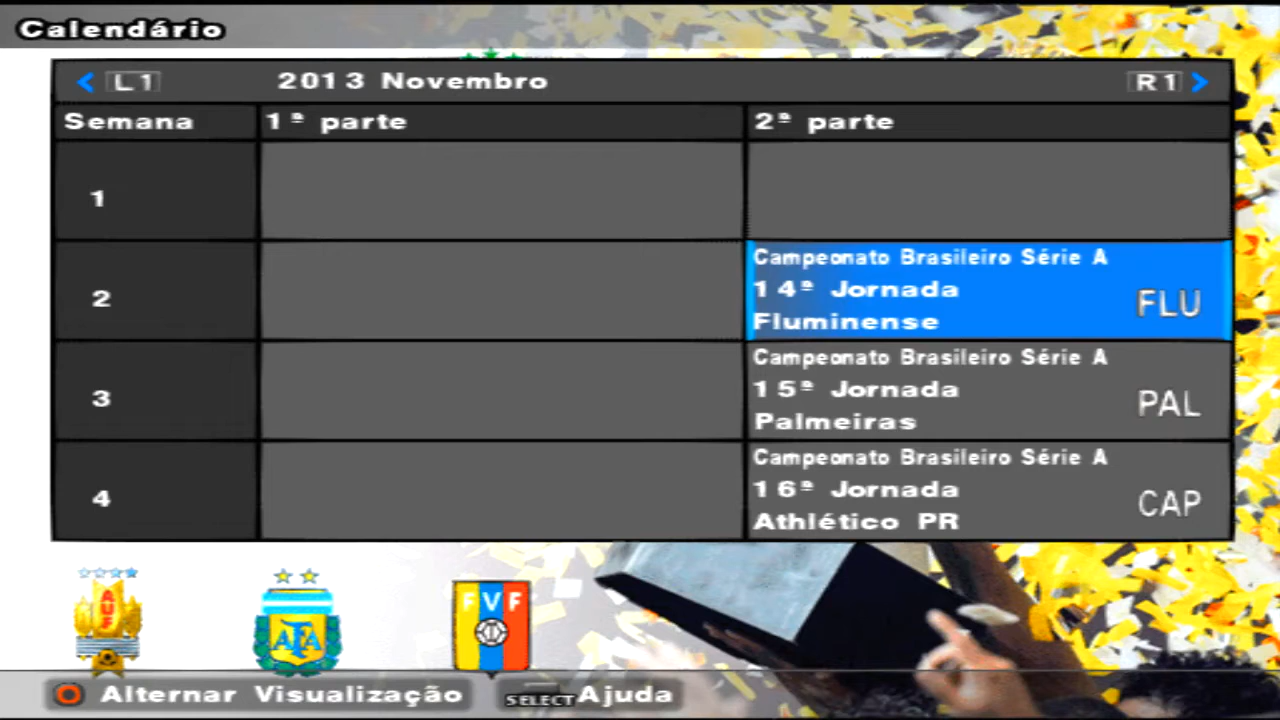 Calendário
L1 2013 Novembro R1
Semana 1ª parte 2ª parte
1
2
Campeonato Brasileiro Série A
14ª Jornada
Fluminense
FLU
3
Campeonato Brasileiro Série A
15ª Jornada
Palmeiras
PAL
4
Campeonato Brasileiro Série A
16ª Jornada
Athlético PR
CAP
AUF
AFA
FVF
Alternar Visualização SELECT Ajuda